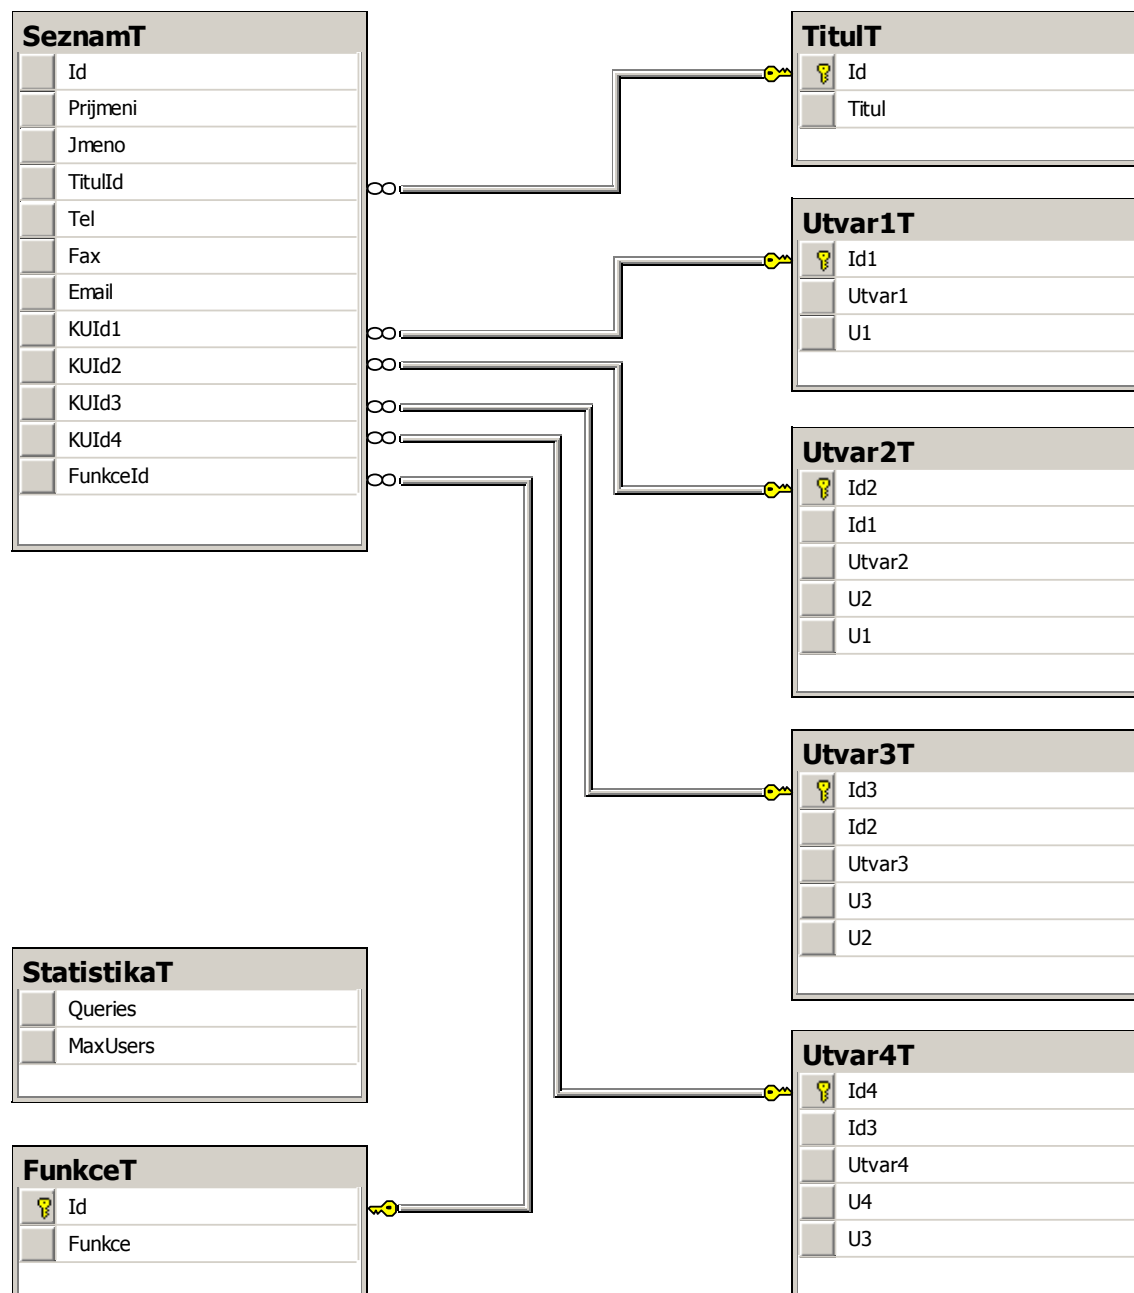 SeznamT
Id
Prijmeni
Jmeno
TitulId
Tel
Fax
Email
KUId1
KUId2
KUId3
KUId4
FunkceId
StatistikaT
Queries
MaxUsers
FunkceT
Id
Funkce
TitulT
Id
Titul
Utvar1T
Id1
Utvar1
U1
Utvar2T
Id2
Id1
Utvar2
U2
U1
Utvar3T
Id3
Id2
Utvar3
U3
U2
Utvar4T
Id4
Id3
Utvar4
U4
U3